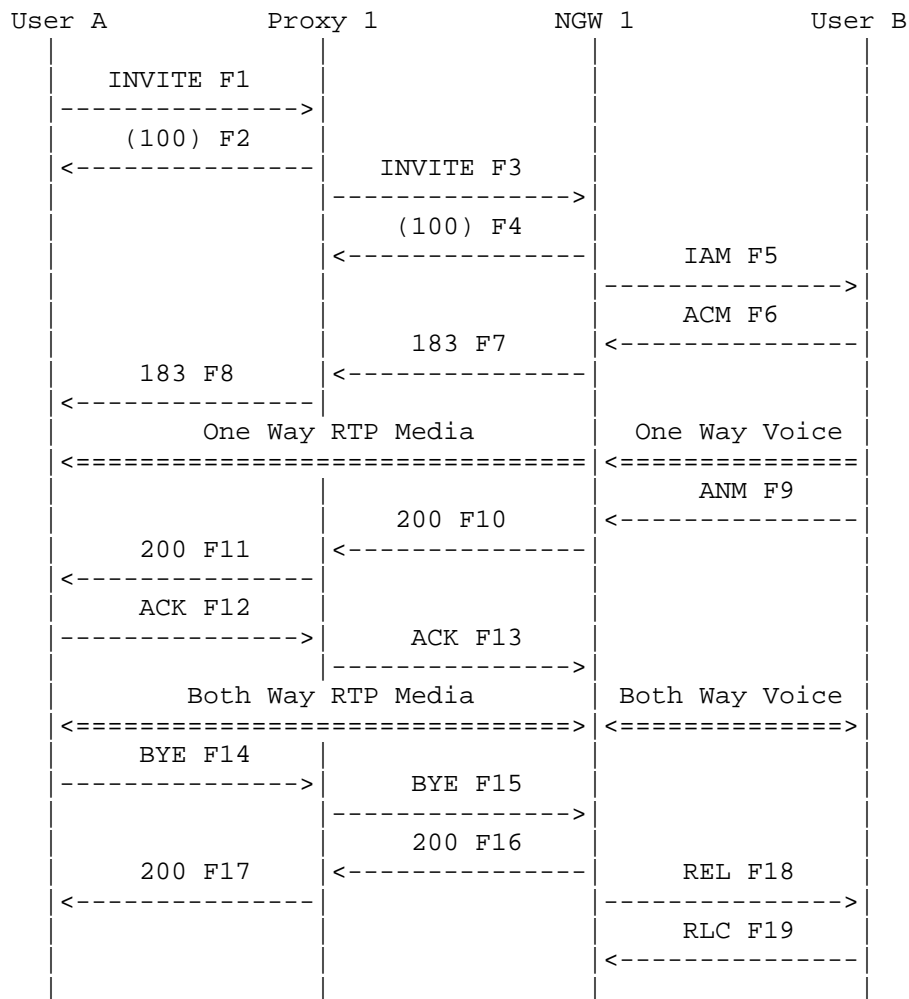 User A Proxy 1 NGW 1 User B
INVITE F1
(100) F2
INVITE F3
(100) F4
IAM F5
ACM F6
183 F7
183 F8
One Way RTP Media One Way Voice
ANM F9
200 F10
200 F11
ACK F12
ACK F13
Both Way RTP Media Both Way Voice
BYE F14
BYE F15
200 F16
200 F17 REL F18
RLC F19